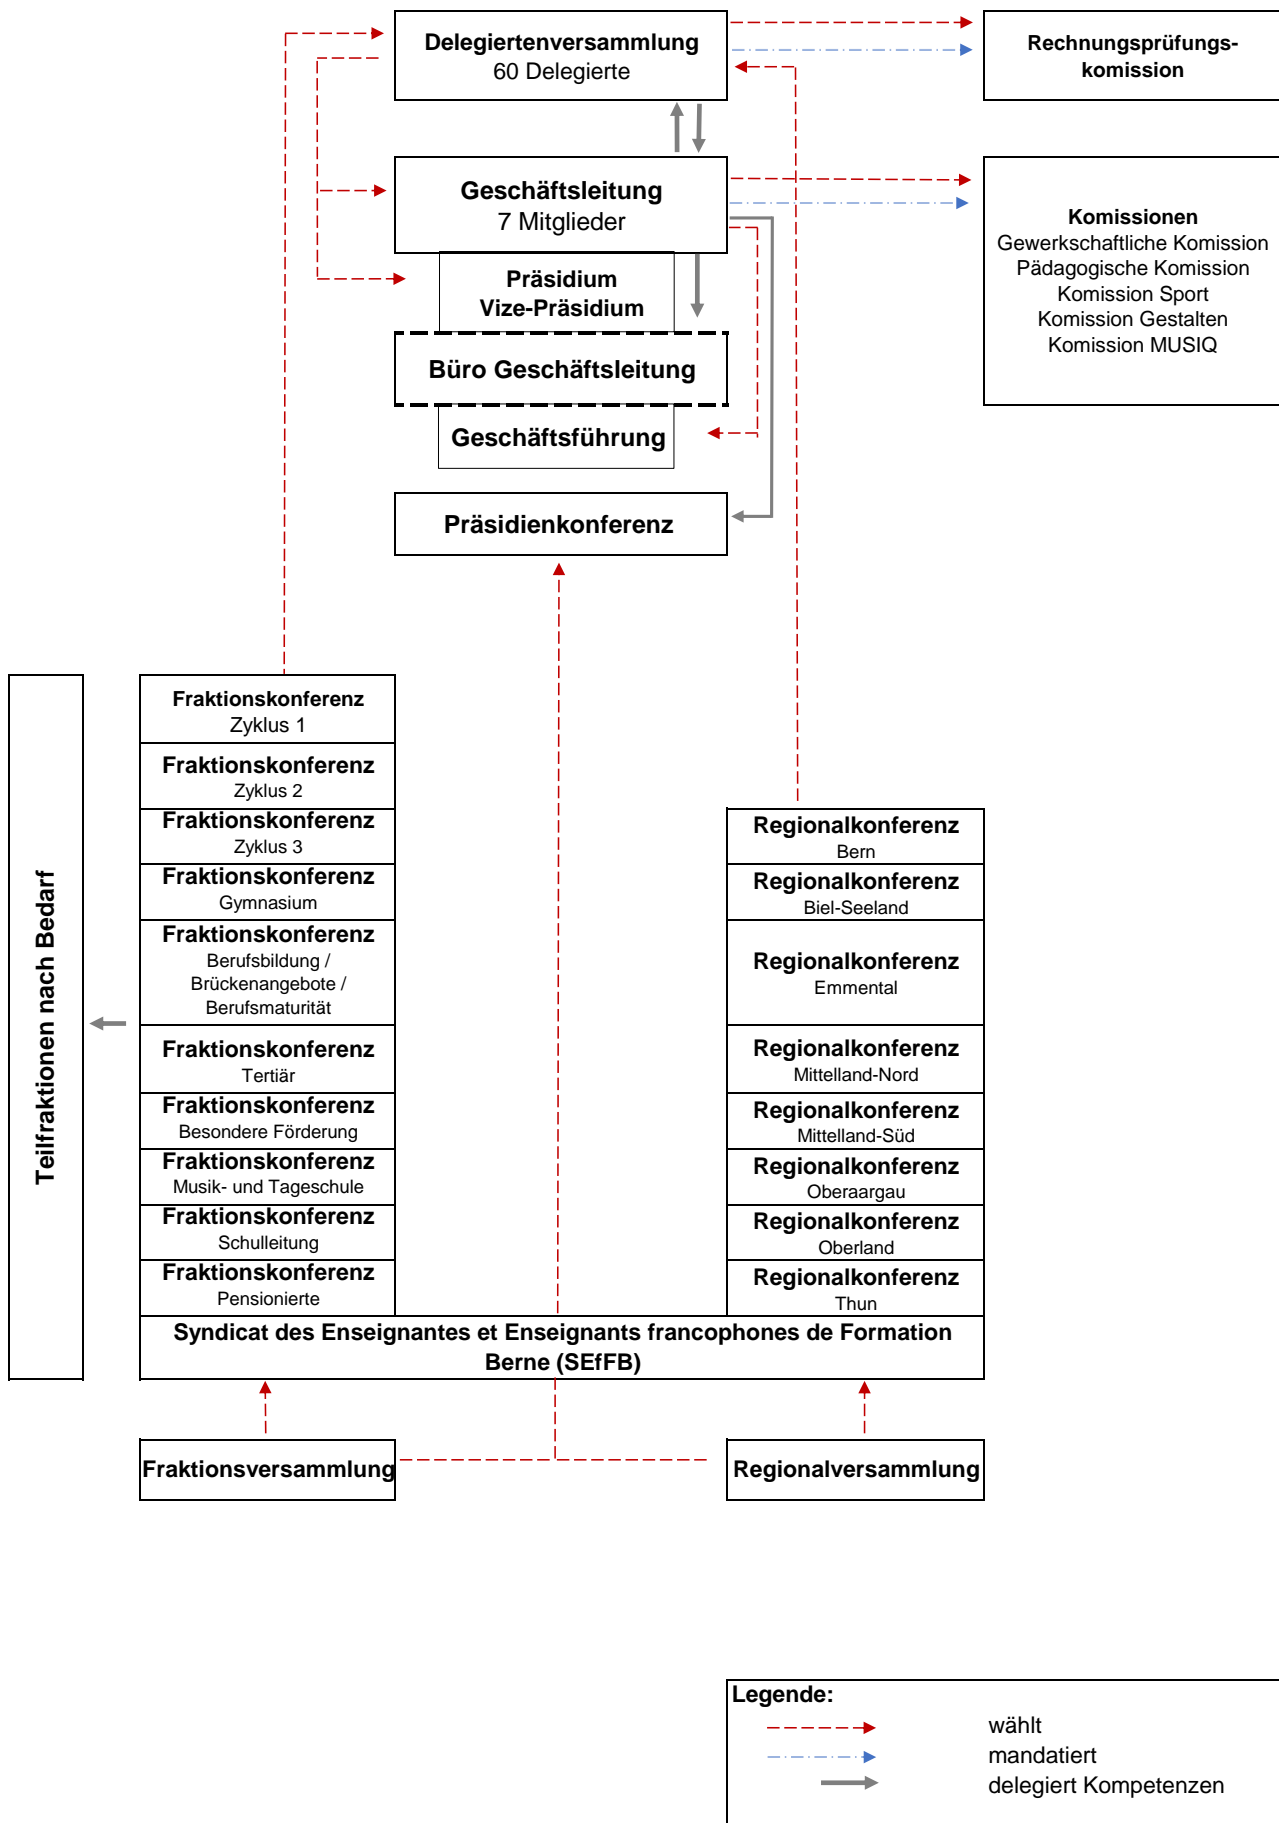 Delegiertenversammlung
60 Delegierte
Rechnungsprüfungs-
komission
Geschäftsleitung
7 Mitglieder
Komissionen
Gewerkschaftliche Komission
Pädagogische Komission
Komission Sport
Komission Gestalten
Komission MUSIQ
Präsidium
Vize-Präsidium
Büro Geschäftsleitung
Geschäftsführung
Präsidienkonferenz
Teilfraktionen nach Bedarf
Fraktionskonferenz
Zyklus 1
Fraktionskonferenz
Zyklus 2
Fraktionskonferenz
Zyklus 3
Fraktionskonferenz
Gymnasium
Fraktionskonferenz
Berufsbildung /
Brückenangebote /
Berufsmaturität
Fraktionskonferenz
Tertiär
Fraktionskonferenz
Besondere Förderung
Fraktionskonferenz
Musik- und Tageschule
Fraktionskonferenz
Schulleitung
Fraktionskonferenz
Pensionierte
Regionalkonferenz
Bern
Regionalkonferenz
Biel-Seeland
Regionalkonferenz
Emmental
Regionalkonferenz
Mittelland-Nord
Regionalkonferenz
Mittelland-Süd
Regionalkonferenz
Oberaargau
Regionalkonferenz
Oberland
Regionalkonferenz
Thun
Syndicat des Enseignantes et Enseignants francophones de Formation
Berne (SEfFB)
Fraktionsversammlung
Regionalversammlung
Legende:
wählt
mandatiert
delegiert Kompetenzen